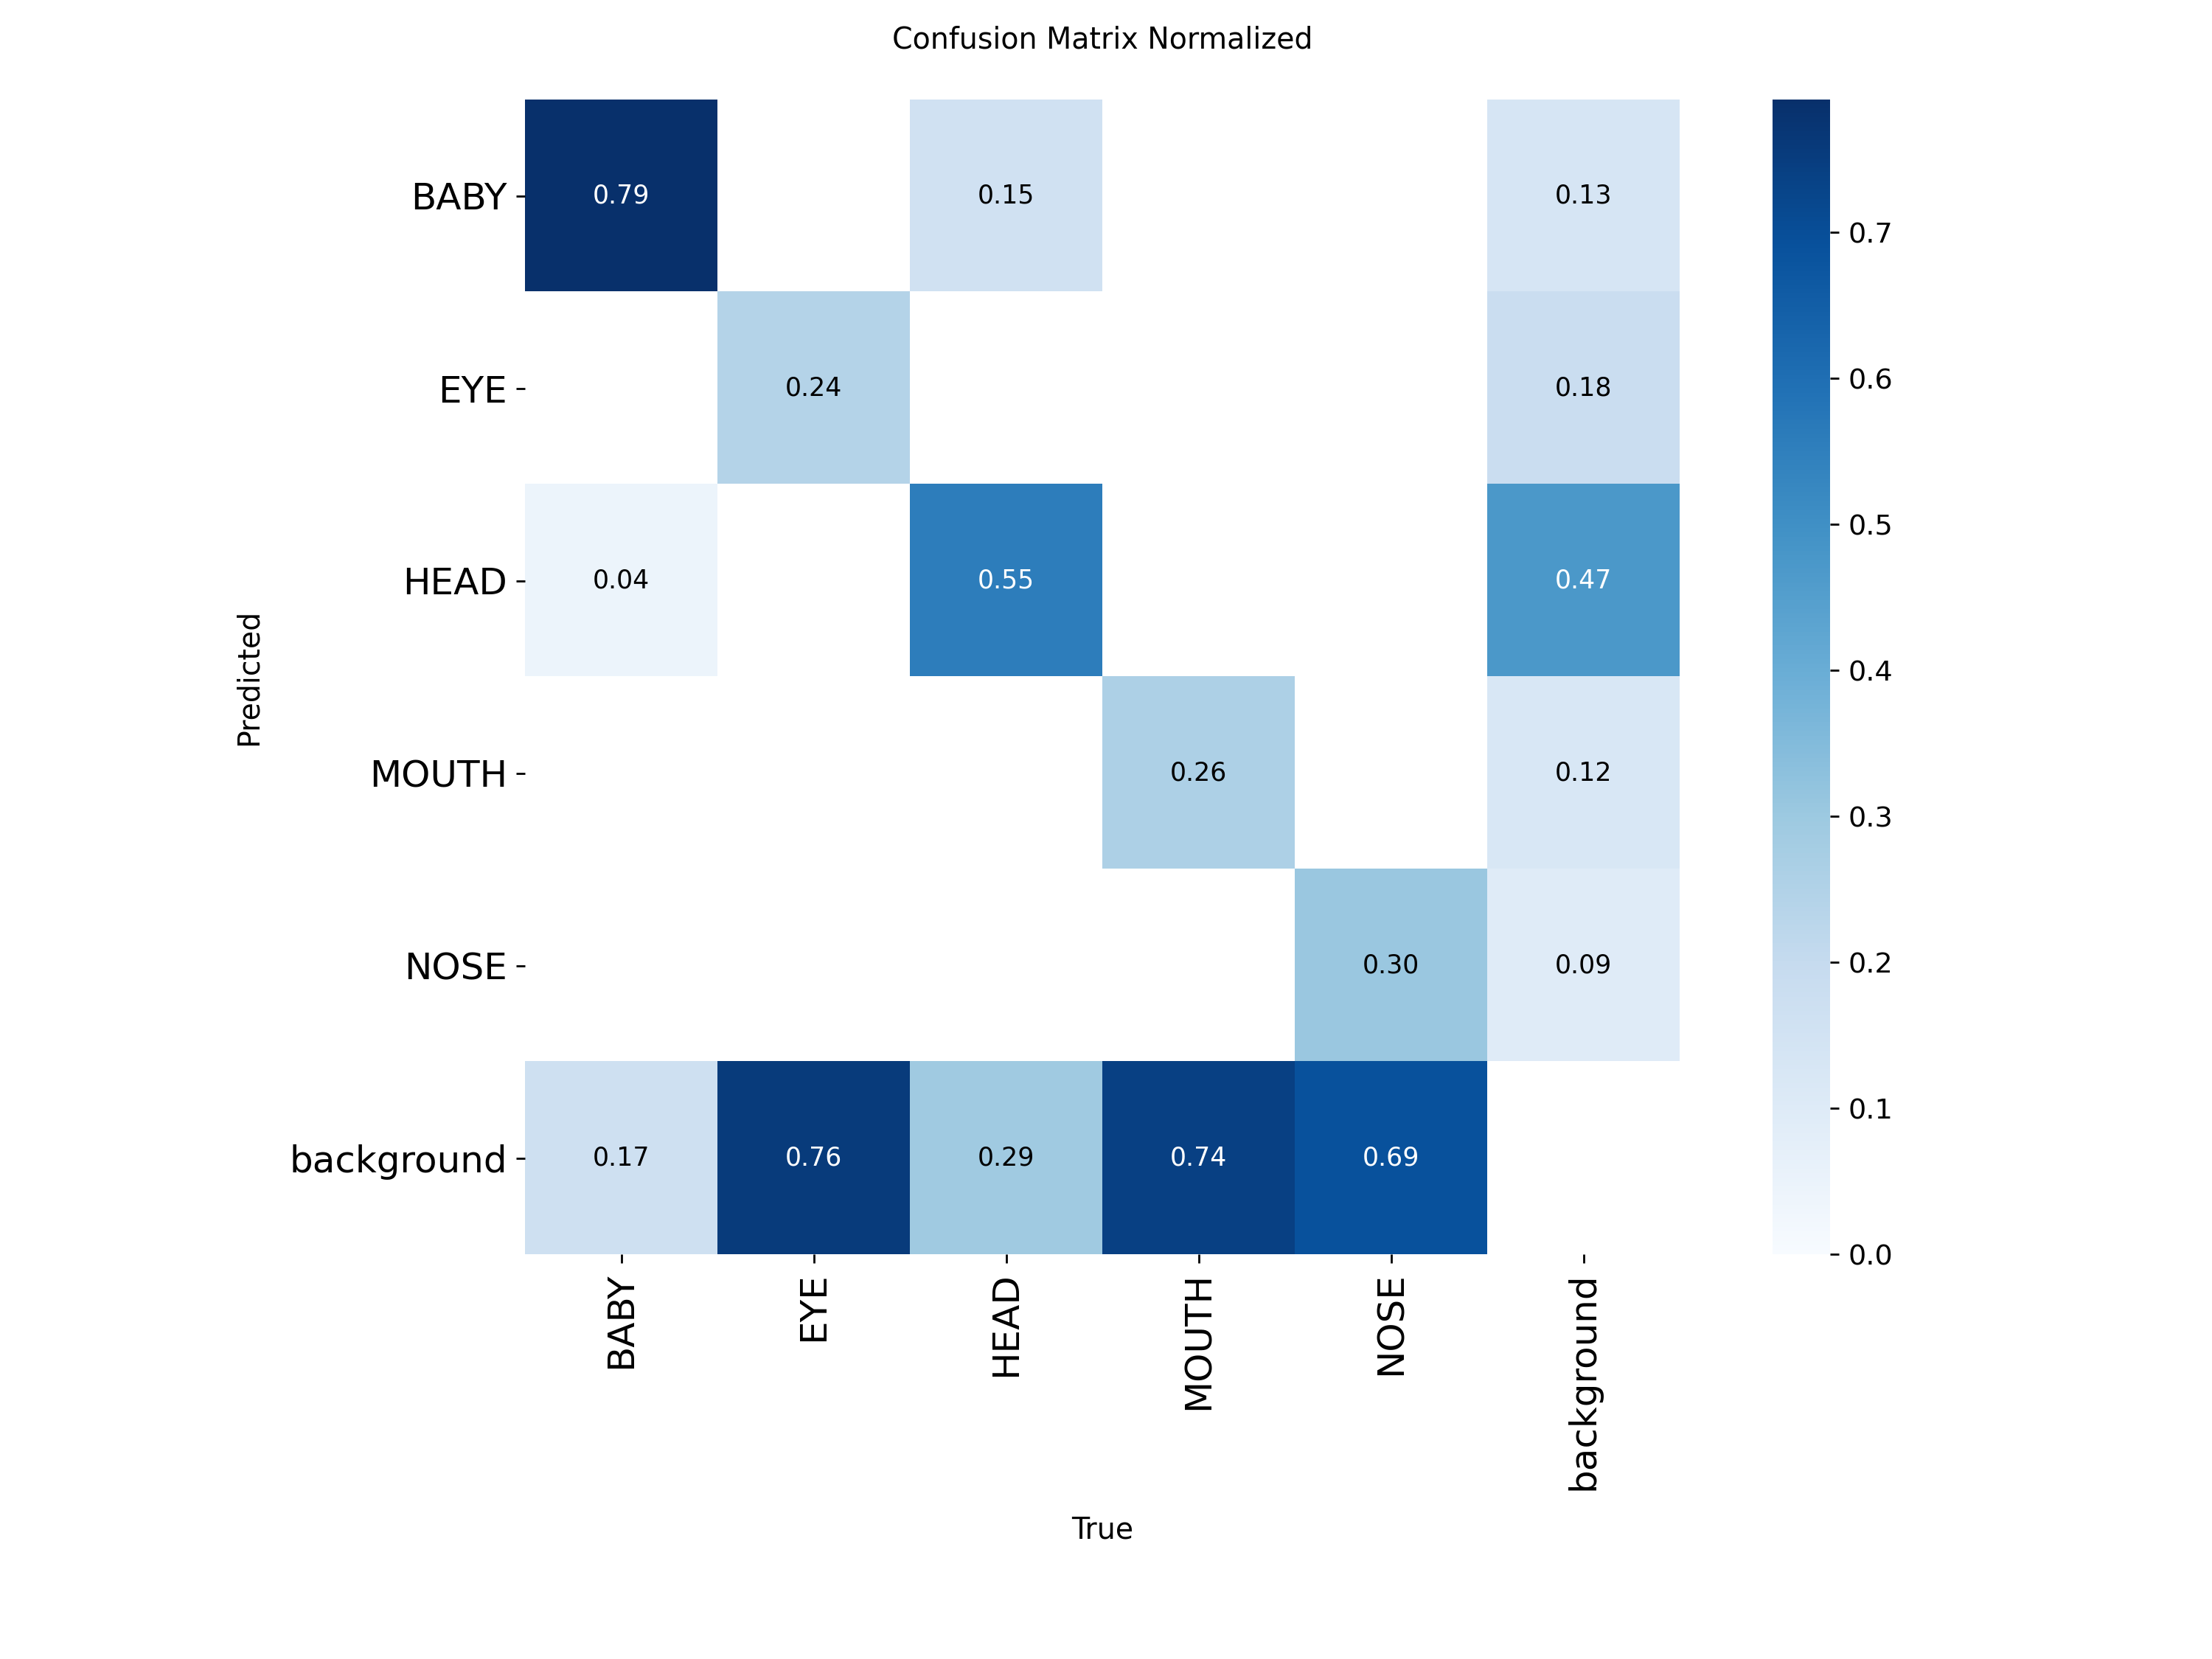 Confusion Matrix Normalized
BABY 0.79 0.15 0.13
EYE 0.24 0.18
HEAD 0.04 0.55 0.47
MOUTH 0.26 0.12
NOSE 0.30 0.09
background 0.17 0.76 0.29 0.74 0.69
BABY EYE HEAD MOUTH NOSE background
True
Predicted
0.7
0.6
0.5
0.4
0.3
0.2
0.1
0.0